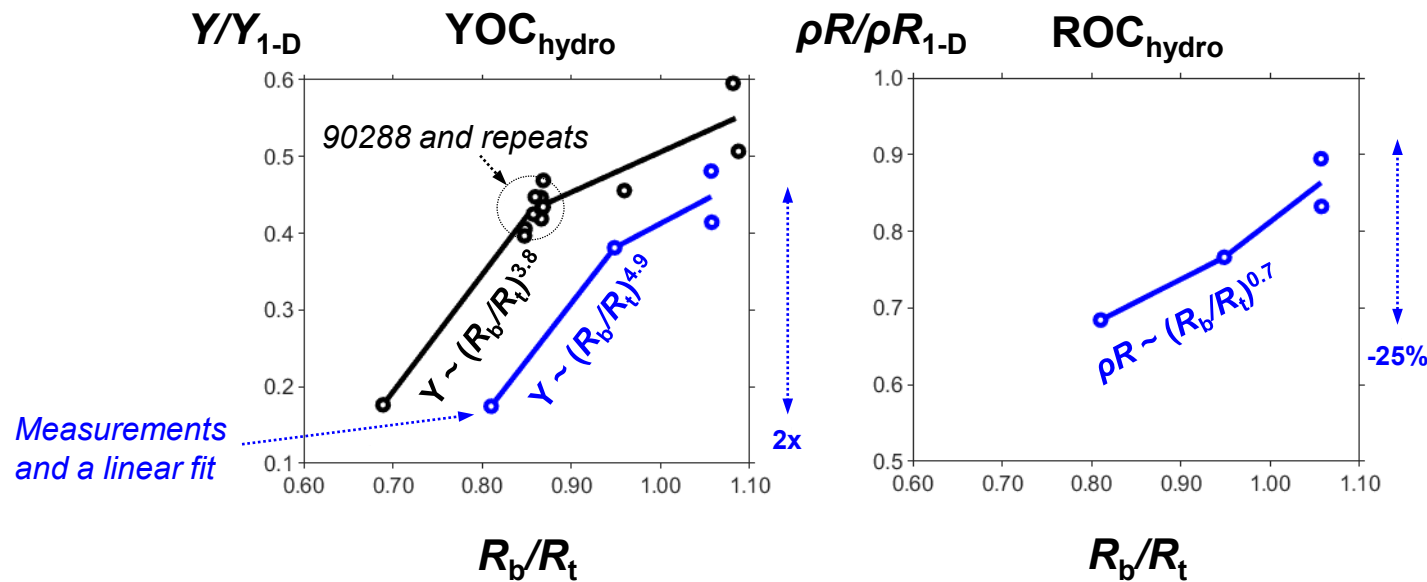 Y/Y1-D
YOChydro
0.6
0.5
0.4
0.3
0.2
0.1
0.60
0.70
0.80
0.90
1.00
1.10
90288 and repeats
Y ~ (Rb/Rt)3.8
Y ~ (Rb/Rt)4.9
Measurements
and a linear fit
2x
Rb/Rt
ρR/ρR1-D
ROChydro
1.0
0.9
0.8
0.7
0.6
0.5
0.60
0.70
0.80
0.90
1.00
1.10
ρR ~ (Rb/Rt)0.7
-25%
Rb/Rt